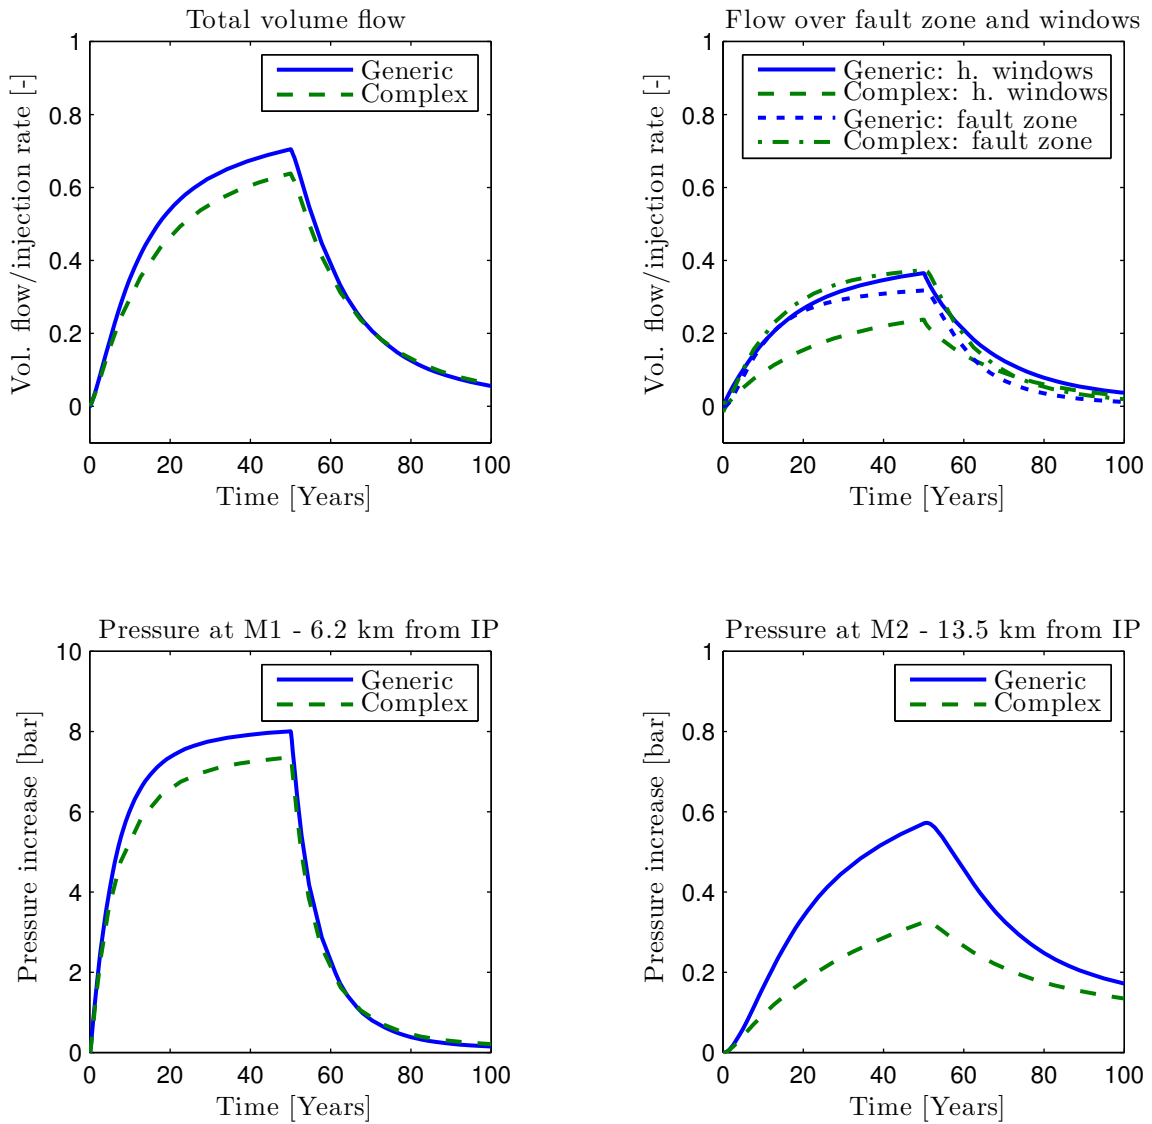 Total volume flow
Vol. flow/injection rate [-]
1
0.8
0.6
0.4
0.2
0
Generic
Complex
0 20 40 60 80 100
Time [Years]
Flow over fault zone and windows
Vol. flow/injection rate [-]
1
0.8
0.6
0.4
0.2
0
Generic: h. windows
Complex: h. windows
Generic: fault zone
Complex: fault zone
0 20 40 60 80 100
Time [Years]
Pressure at M1 - 6.2 km from IP
Pressure increase [bar]
10
8
6
4
2
0
Generic
Complex
0 20 40 60 80 100
Time [Years]
Pressure at M2 - 13.5 km from IP
Pressure increase [bar]
1
0.8
0.6
0.4
0.2
0
Generic
Complex
0 20 40 60 80 100
Time [Years]